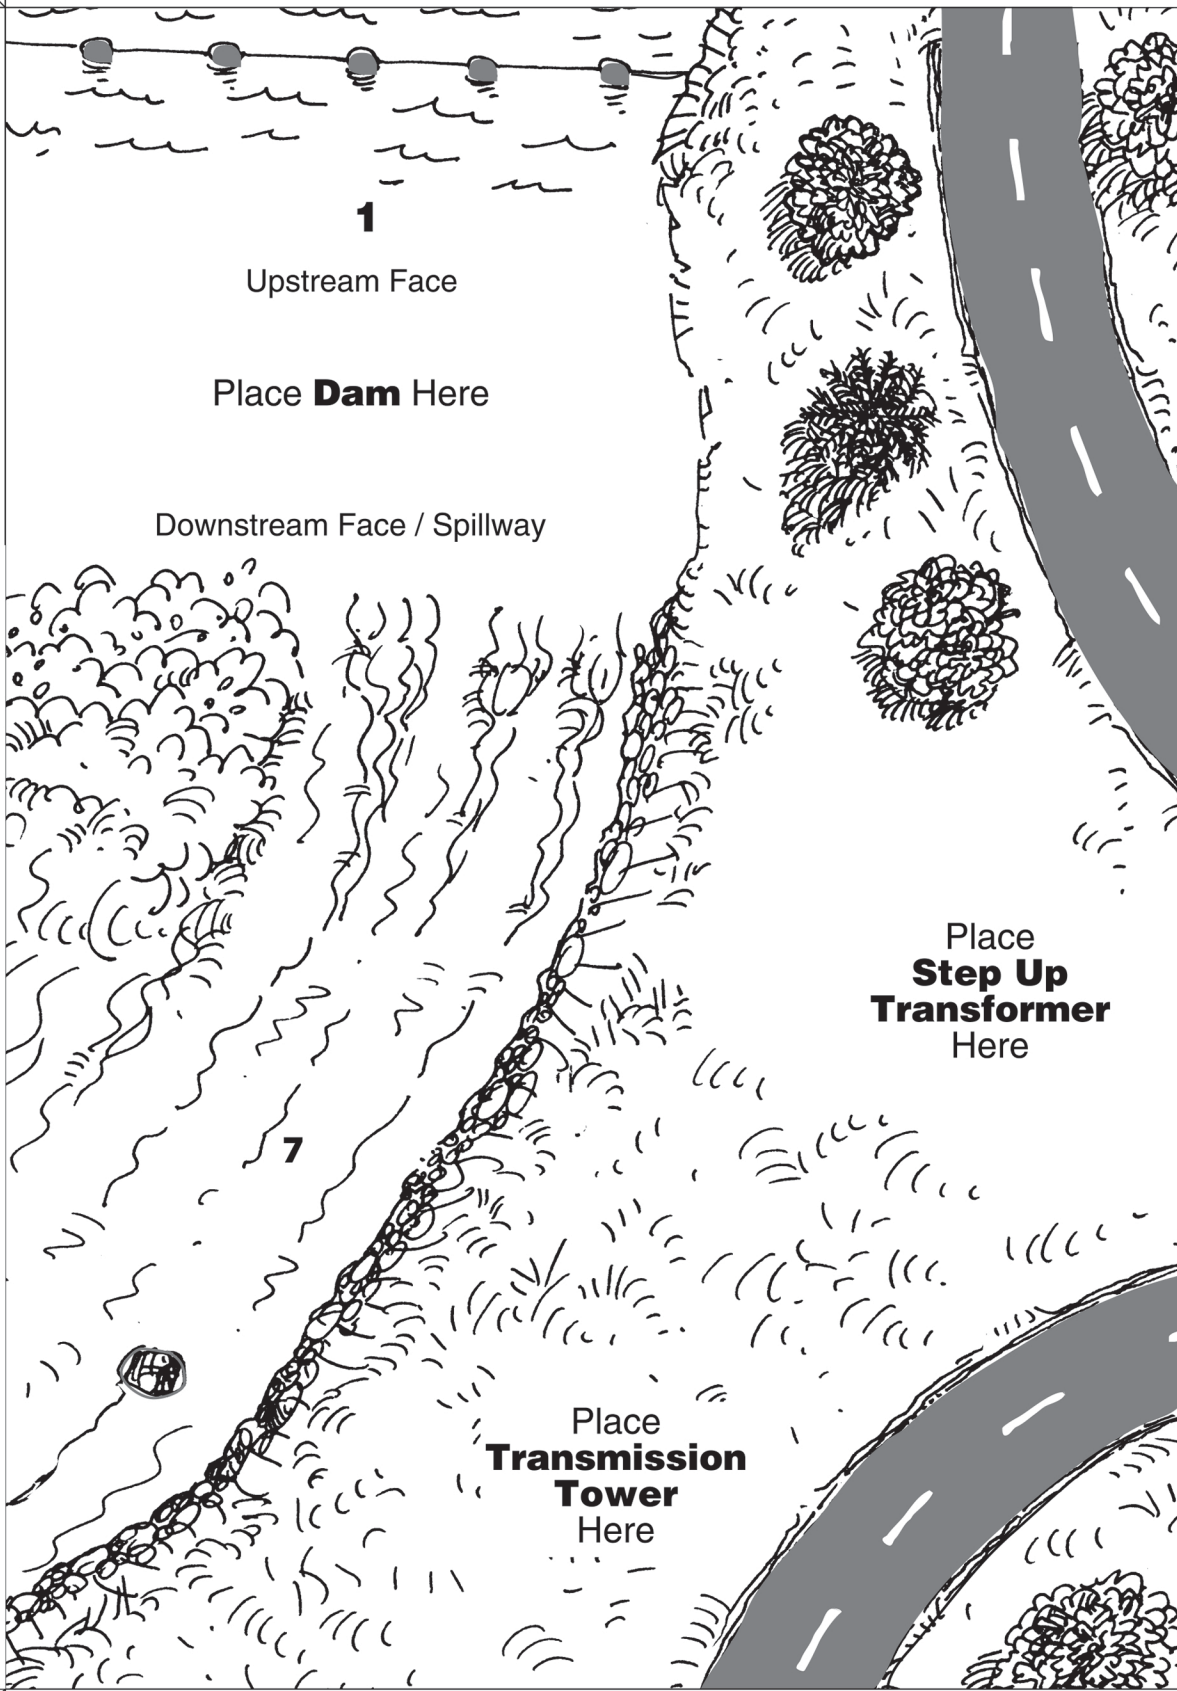 1
Upstream Face
Place Dam Here
Downstream Face / Spillway
Place
Step Up
Transformer
Here
7
Place
Transmission
Tower
Here